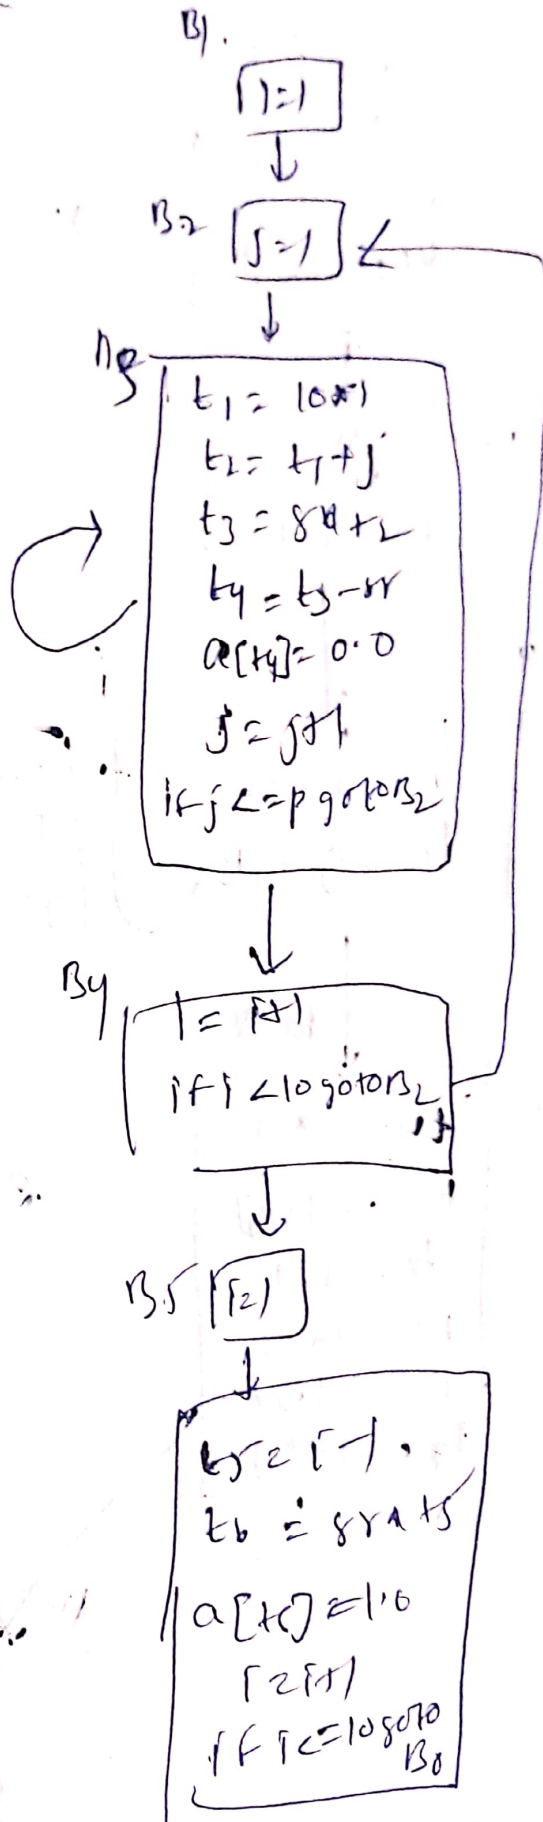 B1.
i=1
B2
j=1
B3
t1 = 10*i
t2 = t1+j
t3 = 8*t2
t4 = t3-88
a[t4]= 0.0
j = j+1
if j <=p goto B2
B4
i = i+1
if i <10 goto B2
B5
i=1
t5 = i-1.
t6 = 88*t5
a[t6] = 1.0
i=i+1
if i<=10 goto
B6